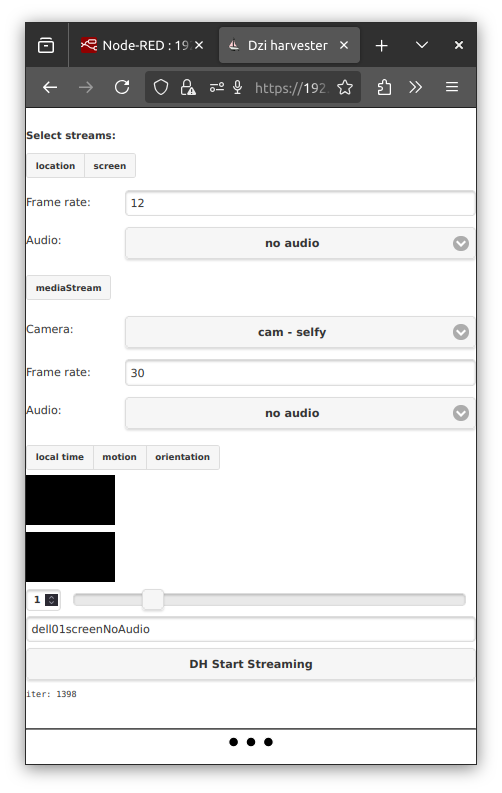 Node-RED : 19
Dzi harvester
https://192.
Select streams:
location screen
Frame rate: 12
Audio: no audio
mediaStream
Camera: cam - selfy
Frame rate: 30
Audio: no audio
local time motion orientation
1
dell01screenNoAudio
DH Start Streaming
iter: 1398